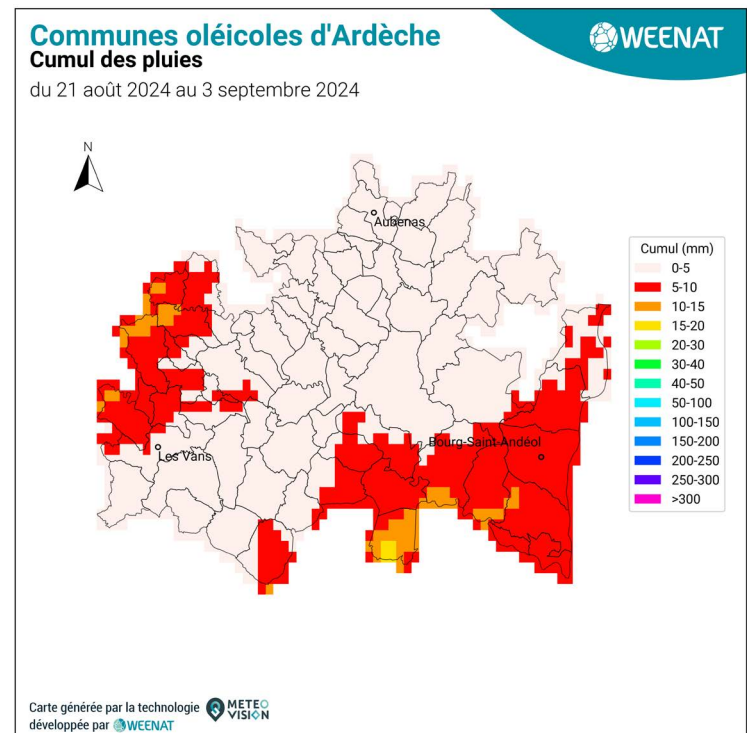 Communes oléicoles d'Ardèche
WEENAT
Cumul des pluies
du 21 août 2024 au 3 septembre 2024
N
Aubenas
Cumul (mm)
0-5
5-10
10-15
15-20
20-30
30-40
40-50
50-100
100-150
150-200
200-250
250-300
>300
Bourg-Saint-Andéol
Les Vans
Carte générée par la technologie METEO VISION
développée par WEENAT